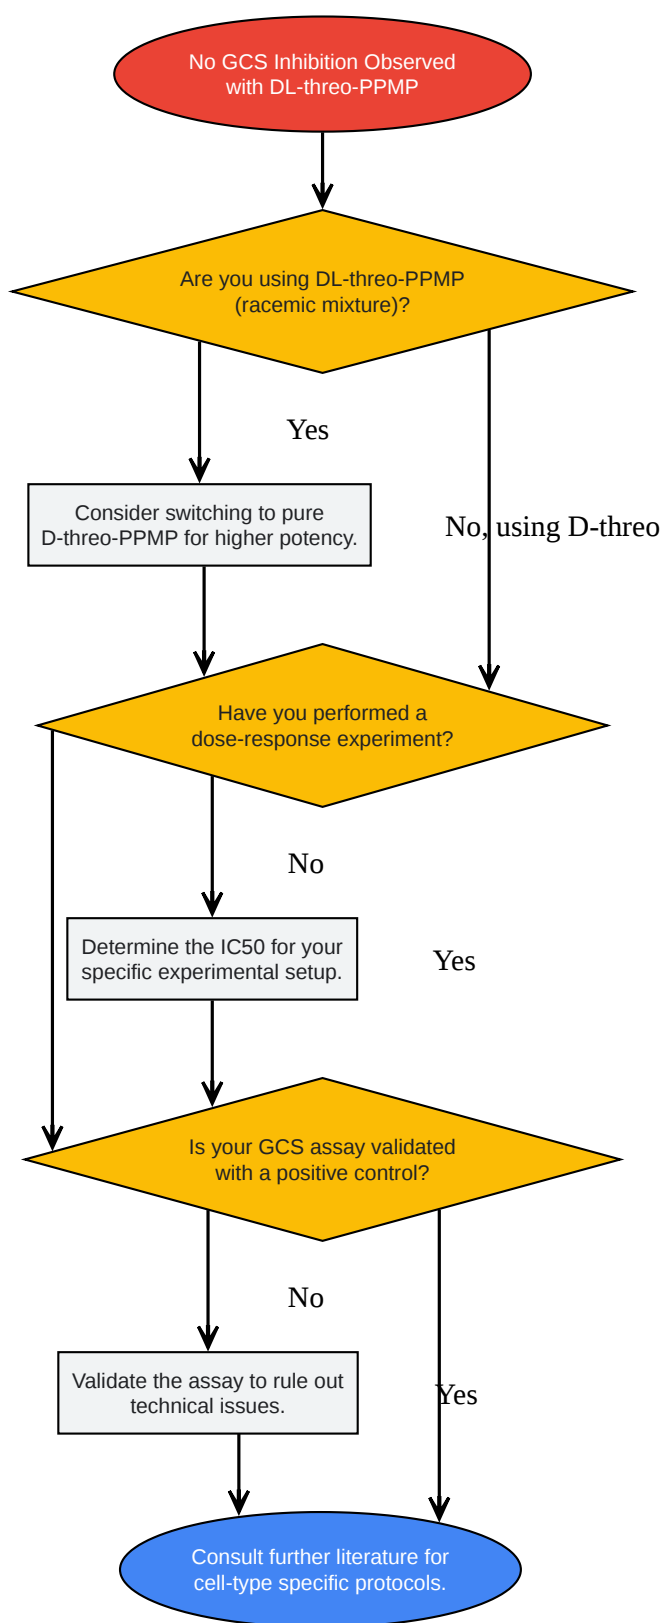 No GCS Inhibition Observed
with DL-threo-PPMP
Are you using DL-threo-PPMP
(racemic mixture)?
Yes
Consider switching to pure
D-threo-PPMP for higher potency.
No, using D-threo
Have you performed a
dose-response experiment?
No
Determine the IC50 for your
specific experimental setup.
Yes
Is your GCS assay validated
with a positive control?
No
Validate the assay to rule out
technical issues.
Yes
Consult further literature for
cell-type specific protocols.